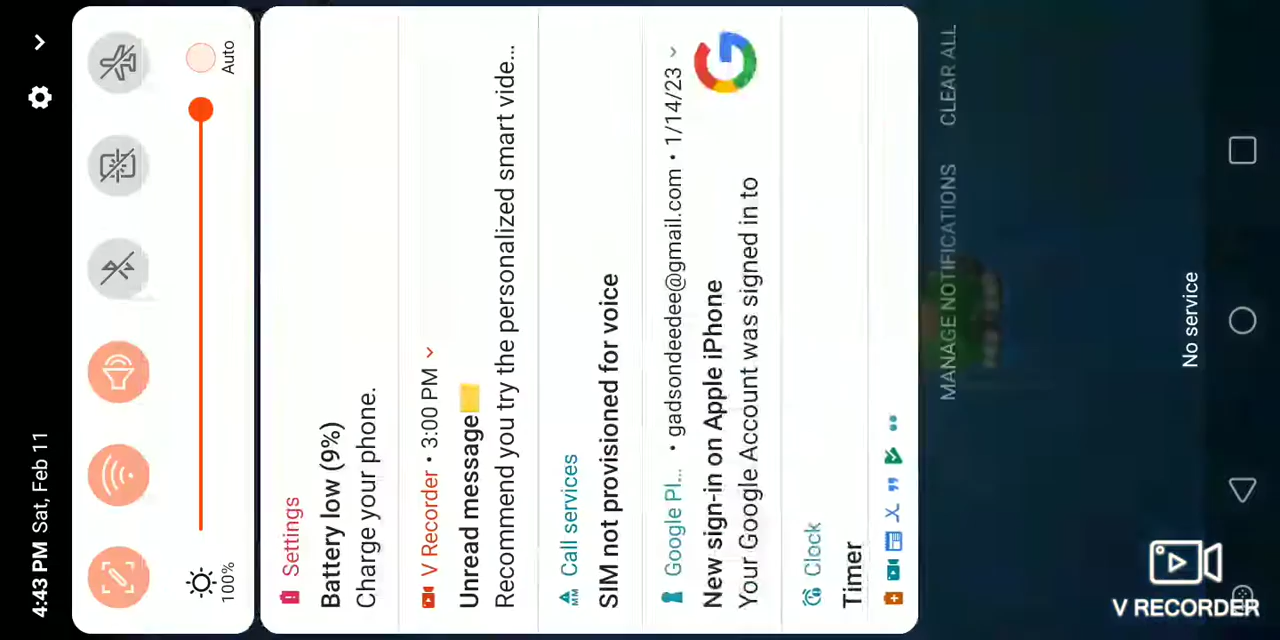 4:43 PM Sat, Feb 11
100%
Auto
Settings
Battery low (9%)
Charge your phone.
V Recorder • 3:00 PM
Unread message
Recommend you try the personalized smart vide...
Call services
SIM not provisioned for voice
Google Pl... • gadsondeedee@gmail.com • 1/14/23
New sign-in on Apple iPhone
Your Google Account was signed in to
Clock
Timer
MANAGE NOTIFICATIONS
CLEAR ALL
No service
V RECORDER